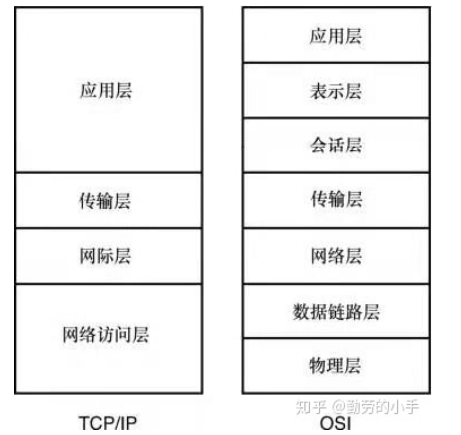 应用层
传输层
网际层
网络访问层
TCP/IP
应用层
表示层
会话层
传输层
网络层
数据链路层
物理层
OSI
知乎 @勤劳的小手